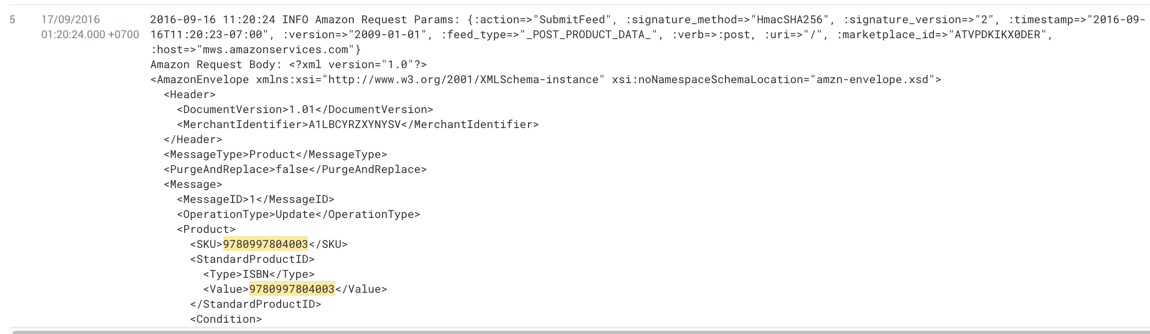 5 17/09/2016 2016-09-16 11:20:24 INFO Amazon Request Params: {:action=>"SubmitFeed", :signature_method=>"HmacSHA256", :signature_version=>"2", :timestamp=>"2016-09-
01:20:24.000 +0700 16T11:20:23-07:00", :version=>"2009-01-01", :feed_type=>"_POST_PRODUCT_DATA_", :verb=>:post, :uri=>"/", :marketplace_id=>"ATVPDKIKX0DER",
:host=>"mws.amazonservices.com"}
Amazon Request Body: <?xml version="1.0"?>
<AmazonEnvelope xmlns:xsi="http://www.w3.org/2001/XMLSchema-instance" xsi:noNamespaceSchemaLocation="amzn-envelope.xsd">
<Header>
<DocumentVersion>1.01</DocumentVersion>
<MerchantIdentifier>A1LBCYRZXYNYSV</MerchantIdentifier>
</Header>
<MessageType>Product</MessageType>
<PurgeAndReplace>false</PurgeAndReplace>
<Message>
<MessageID>1</MessageID>
<OperationType>Update</OperationType>
<Product>
<SKU>9780997804003</SKU>
<StandardProductID>
<Type>ISBN</Type>
<Value>9780997804003</Value>
</StandardProductID>
<Condition>